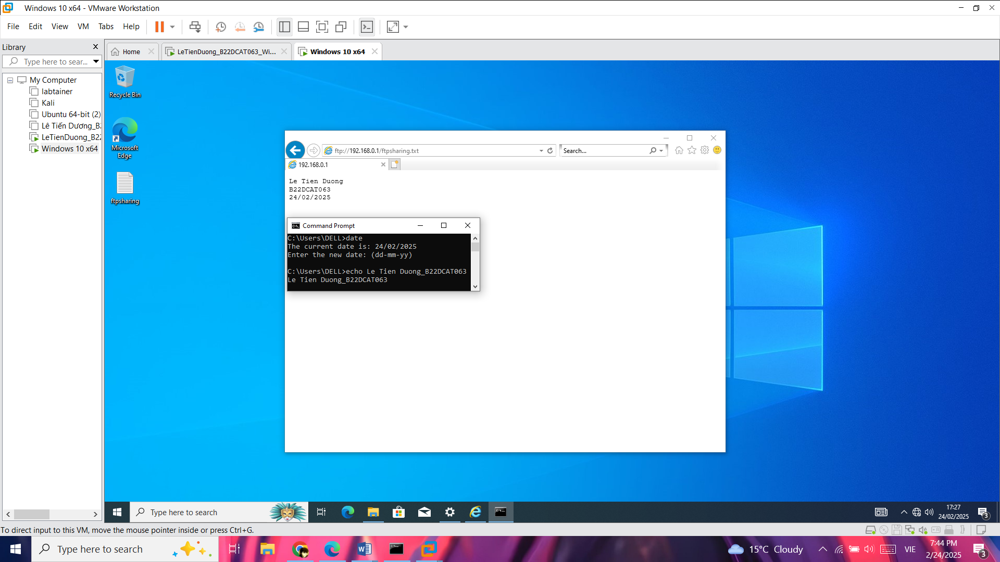 Windows 10 x64 - VMware Workstation
File Edit View VM Tabs Help
Library
Type here to sear...
My Computer
labtainer
Kali
Ubuntu 64-bit (2)
Lê Tiến Dương_B2
LeTienDuong_B22
Windows 10 x64
Home
LeTienDuong_B22DCAT063_Wi...
Windows 10 x64
Recycle Bin
Microsoft
Edge
ftpsharing
ftp://192.168.0.1/ftpsharing.txt
Search...
192.168.0.1
Le Tien Duong
B22DCAT063
24/02/2025
Command Prompt
C:\Users\DELL>date
The current date is: 24/02/2025
Enter the new date: (dd-mm-yy)
C:\Users\DELL>echo Le Tien Duong_B22DCAT063
Le Tien Duong_B22DCAT063
Type here to search
17:27
24/02/2025
3
To direct input to this VM, move the mouse pointer inside or press Ctrl+G.
Type here to search
15°C Cloudy
VIE
7:44 PM
2/24/2025
3